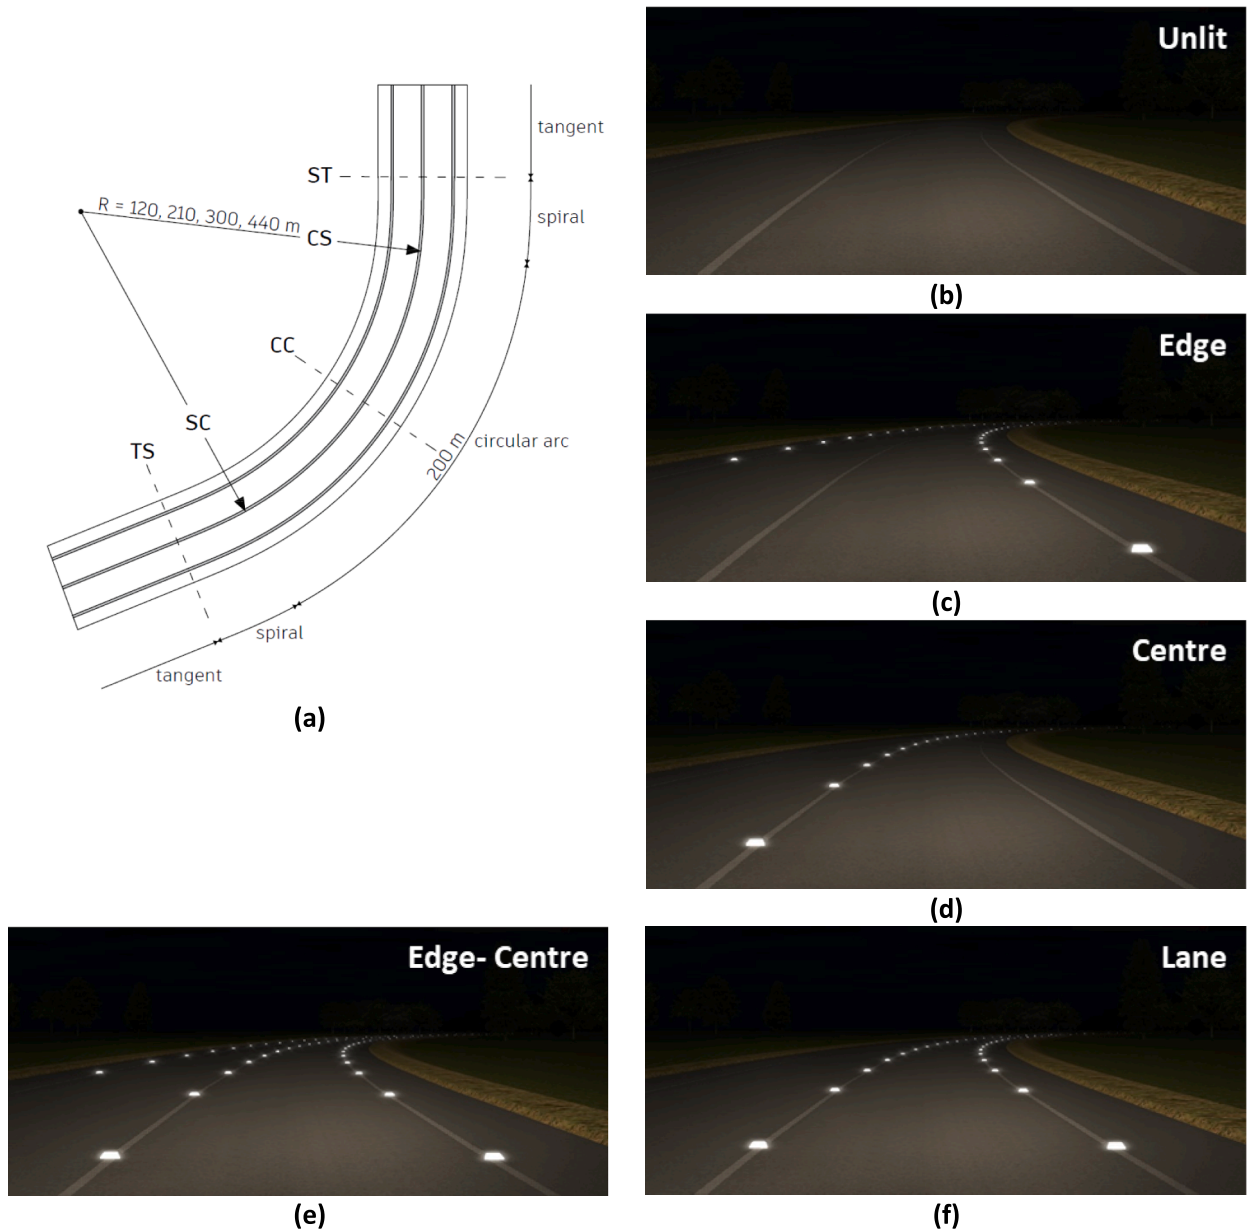 tangent
ST
spiral
R = 120, 210, 300, 440 m
CS
CC
SC
circular arc
200 m
TS
spiral
tangent
(a)
Unlit
(b)
Edge
(c)
Centre
(d)
Edge- Centre
(e)
Lane
(f)